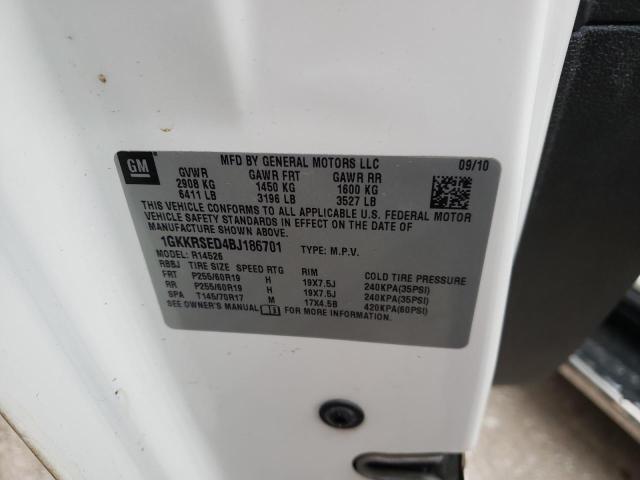 GM
MFD BY GENERAL MOTORS LLC 09/10
GVWR GAWR FRT GAWR RR
2908 KG 1450 KG 1600 KG
6411 LB 3196 LB 3527 LB
THIS VEHICLE CONFORMS TO ALL APPLICABLE U.S. FEDERAL MOTOR
VEHICLE SAFETY STANDARDS IN EFFECT ON THE DATE OF
MANUFACTURE SHOWN ABOVE.
1GKKRSED4BJ186701 TYPE: M.P.V.
MODEL: R14526
RBBJ TIRE SIZE SPEED RTG RIM COLD TIRE PRESSURE
FRT P255/60R19 H 19X7.5J 240KPA(35PSI)
RR P255/60R19 H 19X7.5J 240KPA(35PSI)
SPA T145/70R17 M 17X4.5B 420KPA(60PSI)
SEE OWNER'S MANUAL FOR MORE INFORMATION.